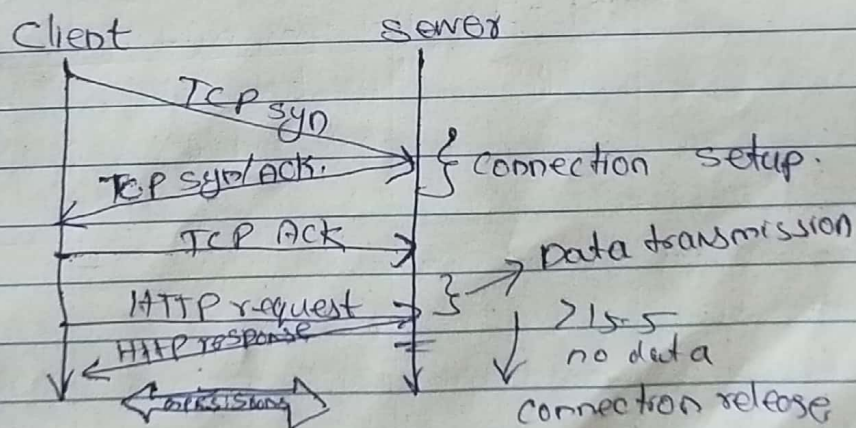 Client server
TCP syn
TCP syn/ACK. } connection setup.
TCP ACK
Data transmission
HTTP request }
>15-5
HTTP response
no data
connection release